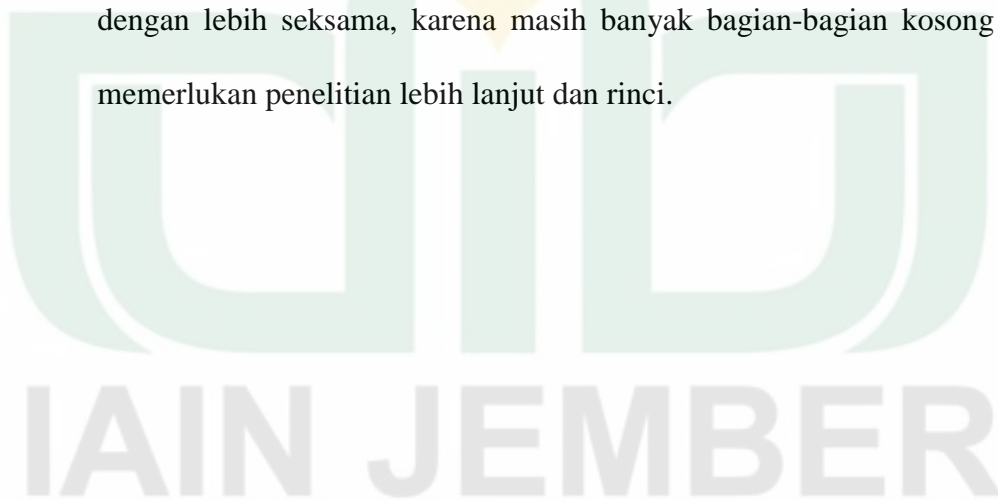 dengan lebih seksama, karena masih banyak bagian-bagian kosong
memerlukan penelitian lebih lanjut dan rinci.
IAIN JEMBER